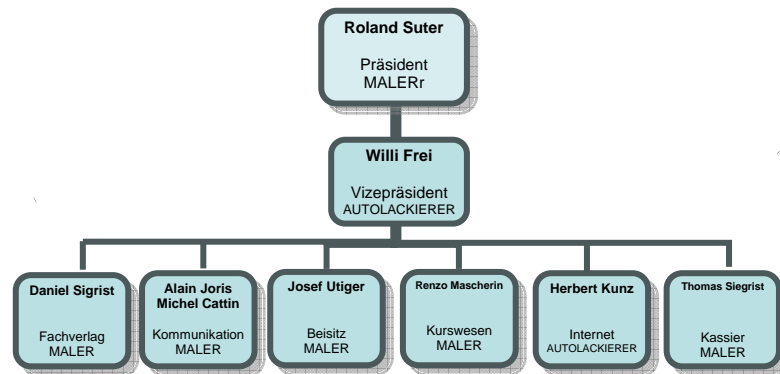 Roland Suter
Präsident
MALERr
Willi Frei
Vizepräsident
AUTOLACKIERER
Daniel Sigrist
Fachverlag
MALER
Alain Joris
Michel Cattin
Kommunikation
MALER
Josef Utiger
Beisitz
MALER
Renzo Mascherin
Kurswesen
MALER
Herbert Kunz
Internet
AUTOLACKIERER
Thomas Siegrist
Kassier
MALER